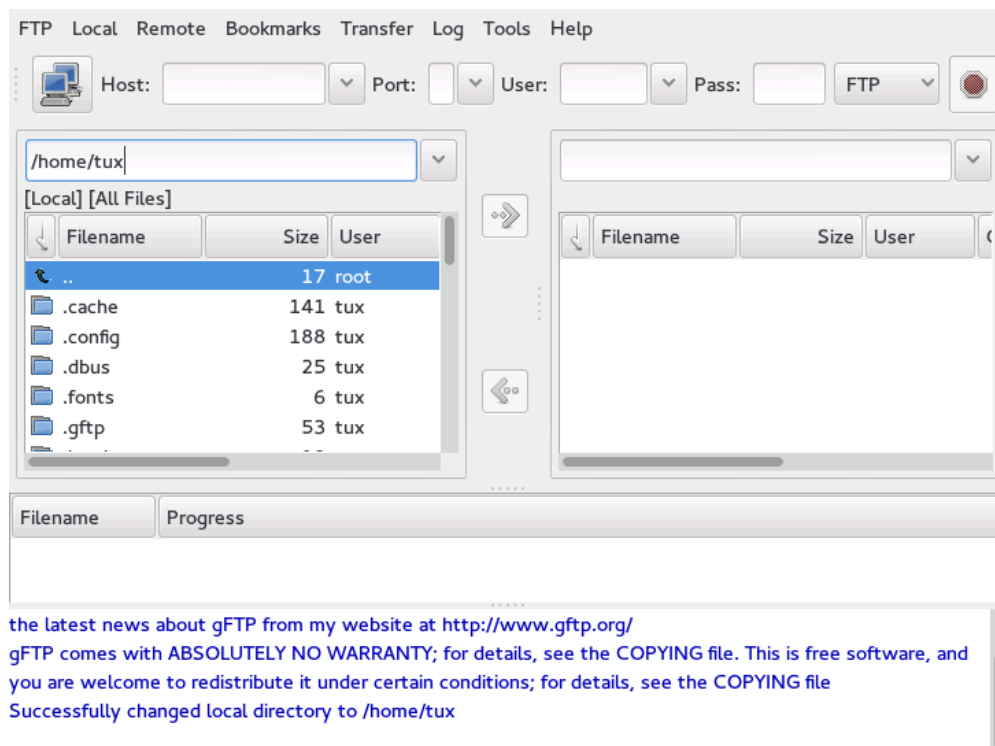 FTP Local Remote Bookmarks Transfer Log Tools Help
Host: Port: User: Pass: FTP
/home/tux
[Local] [All Files]
Filename Size User Filename Size User
.. 17 root
.cache 141 tux
.config 188 tux
.dbus 25 tux
.fonts 6 tux
.gftp 53 tux
Filename Progress
the latest news about gFTP from my website at http://www.gftp.org/
gFTP comes with ABSOLUTELY NO WARRANTY; for details, see the COPYING file. This is free software, and
you are welcome to redistribute it under certain conditions; for details, see the COPYING file
Successfully changed local directory to /home/tux